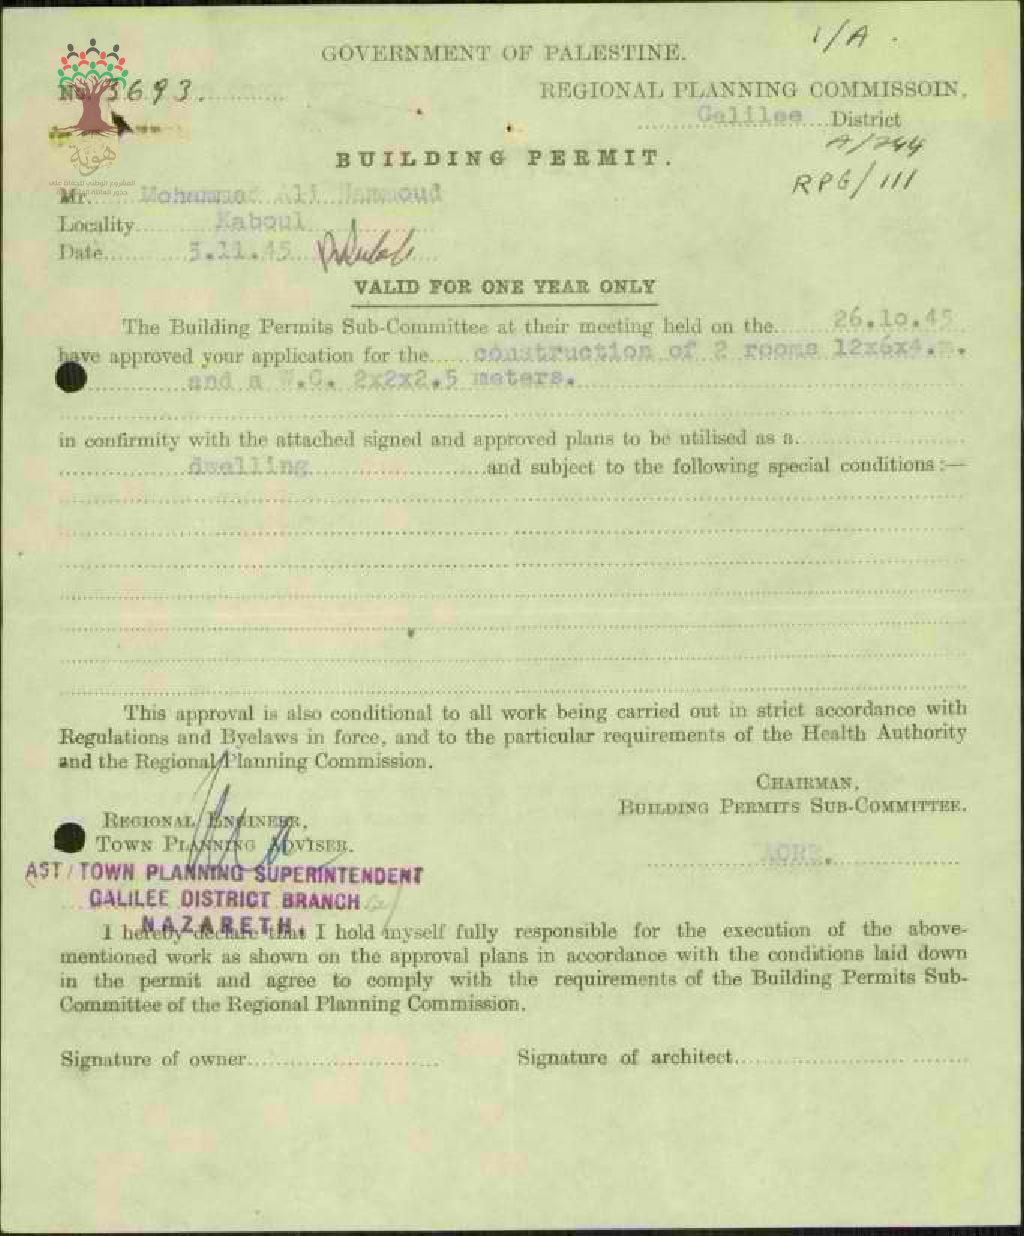 1/A .
GOVERNMENT OF PALESTINE.
No. 3693.
REGIONAL PLANNING COMMISSOIN.
Galilee District
A/244
BUILDING PERMIT.
RPG/111
هوية
Mr. Mohammad Ali Hammoud
Locality Kaboul
Date 3.11.45
VALID FOR ONE YEAR ONLY
The Building Permits Sub-Committee at their meeting held on the 26.10.45
have approved your application for the construction of 2 rooms 12x6x4.m.
and a W.C. 2x2x2.5 meters.
in confirmity with the attached signed and approved plans to be utilised as a
dwelling and subject to the following special conditions :—
This approval is also conditional to all work being carried out in strict accordance with
Regulations and Byelaws in force, and to the particular requirements of the Health Authority
and the Regional Planning Commission.
CHAIRMAN,
BUILDING PERMITS SUB-COMMITTEE.
REGIONAL ENGINEER,
TOWN PLANNING ADVISER.
ACRE.
AST/TOWN PLANNING SUPERINTENDENT
GALILEE DISTRICT BRANCH
NAZARETH.
I hereby declare that I hold myself fully responsible for the execution of the above-
mentioned work as shown on the approval plans in accordance with the conditions laid down
in the permit and agree to comply with the requirements of the Building Permits Sub-
Committee of the Regional Planning Commission.
Signature of owner
Signature of architect